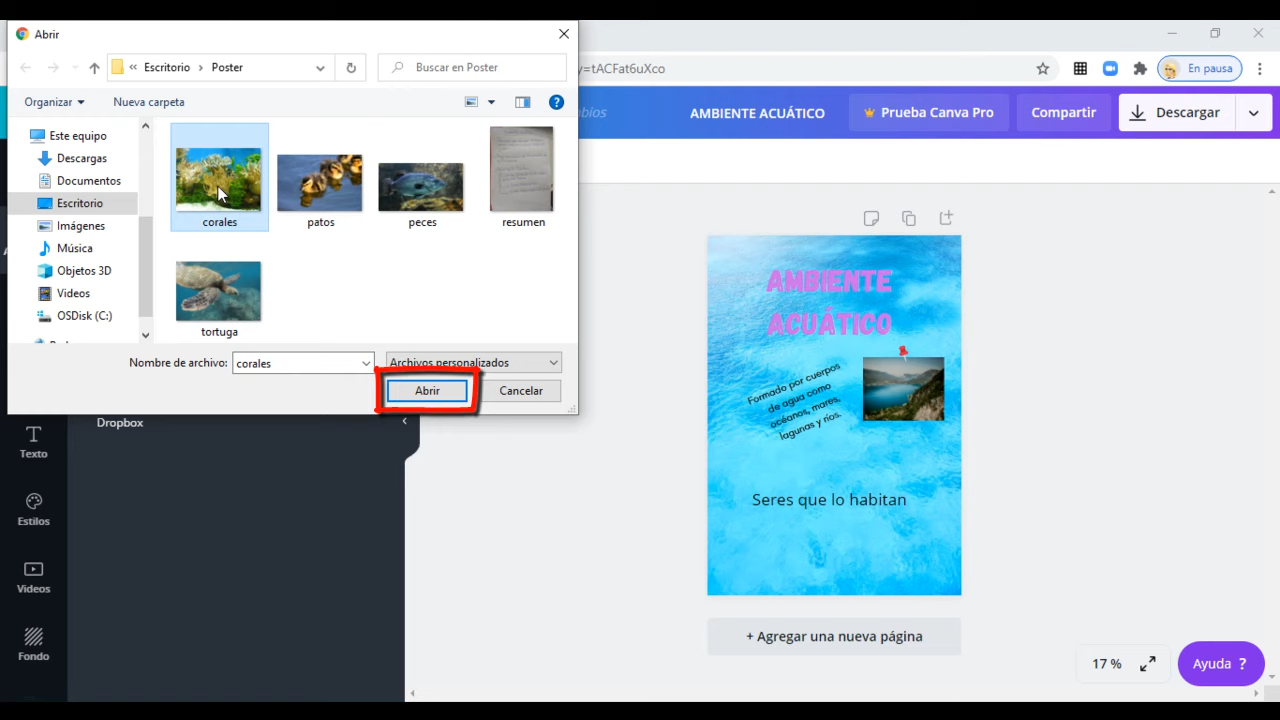 Abrir
Escritorio
Poster
Buscar en Poster
Organizar
Nueva carpeta
Este equipo
Descargas
Documentos
Escritorio
Imágenes
Música
Objetos 3D
Videos
OSDisk (C:)
corales
patos
peces
resumen
tortuga
Nombre de archivo:
corales
Archivos personalizados
Abrir
Cancelar
y=tACFat6uXco
En pausa
AMBIENTE ACUÁTICO
Prueba Canva Pro
Compartir
Descargar
Dropbox
Texto
Estilos
Videos
Fondo
AMBIENTE
ACUÁTICO
Formado por cuerpos
de agua como
océanos, mares,
lagunas y ríos.
Seres que lo habitan
+ Agregar una nueva página
17 %
Ayuda ?